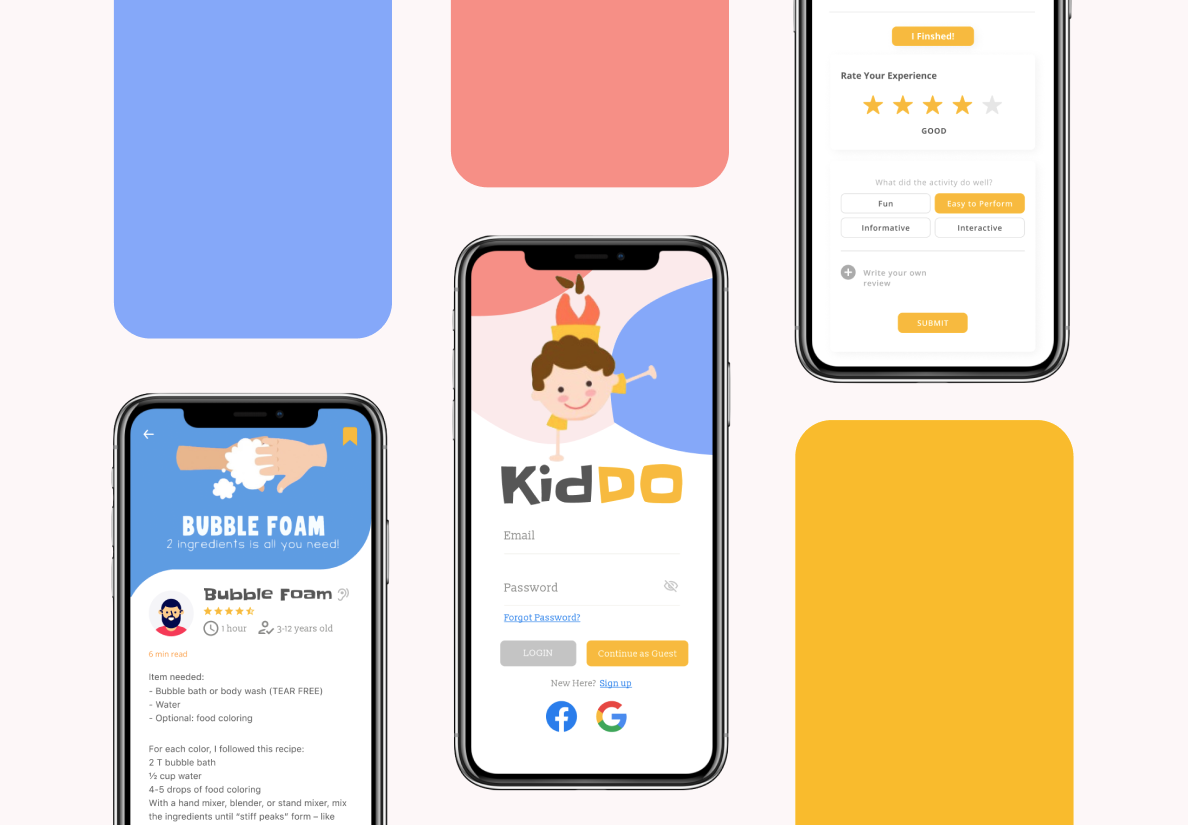 I Finshed!
Rate Your Experience
GOOD
What did the activity do well?
Fun
Easy to Perform
Informative
Interactive
Write your own
review
SUBMIT
KidDO
Email
Password
Forgot Password?
LOGIN
Continue as Guest
New Here? Sign up
BUBBLE FOAM
2 ingredients is all you need!
Bubble Foam
1 hour
3-12 years old
6 min read
Item needed:
- Bubble bath or body wash (TEAR FREE)
- Water
- Optional: food coloring
For each color, I followed this recipe:
2 T bubble bath
½ cup water
4-5 drops of food coloring
With a hand mixer, blender, or stand mixer, mix
the ingredients until “stiff peaks” form – like